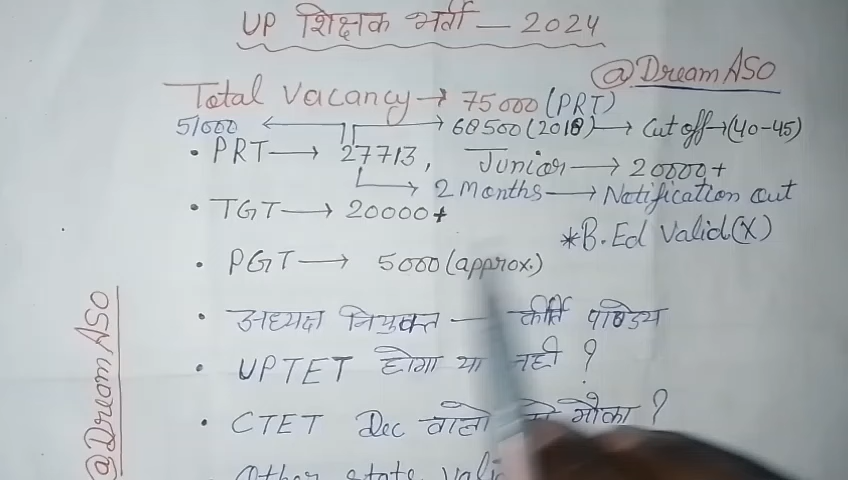 UP शिक्षक भर्ती — 2024
@DreamASO
Total Vacancy → 75000 (PRT)
51000 ← → 68500 (2018) → Cut off → (40-45)
• PRT → 27713, Junior → 20000+
→ 2 Months → Notification out
• TGT → 20000+
*B.Ed Valid (X)
• PGT → 5000 (approx.)
• अध्यक्ष नियुक्त — कीर्ति पाण्डेय
• UPTET होगा या नही ?
• CTET Dec वालो मौका ?
• Other state
@DreamASO